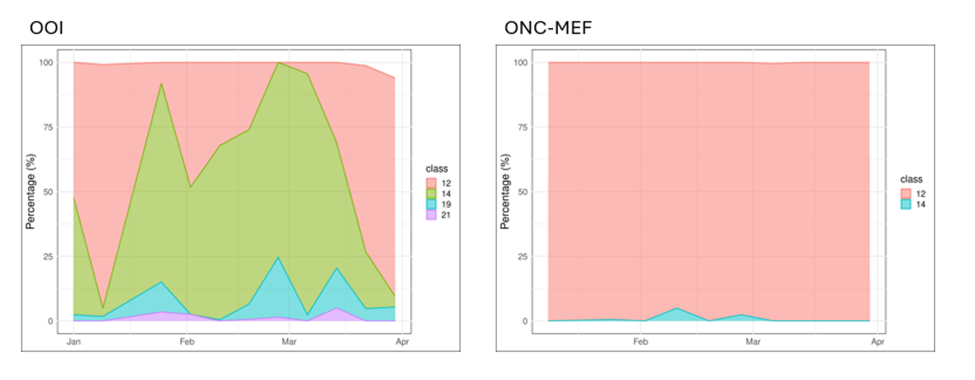 OOI
ONC-MEF
Percentage (%)
100
75
50
25
0
Jan
Feb
Mar
Apr
class
12
14
19
21
Percentage (%)
100
75
50
25
0
Feb
Mar
Apr
class
12
14